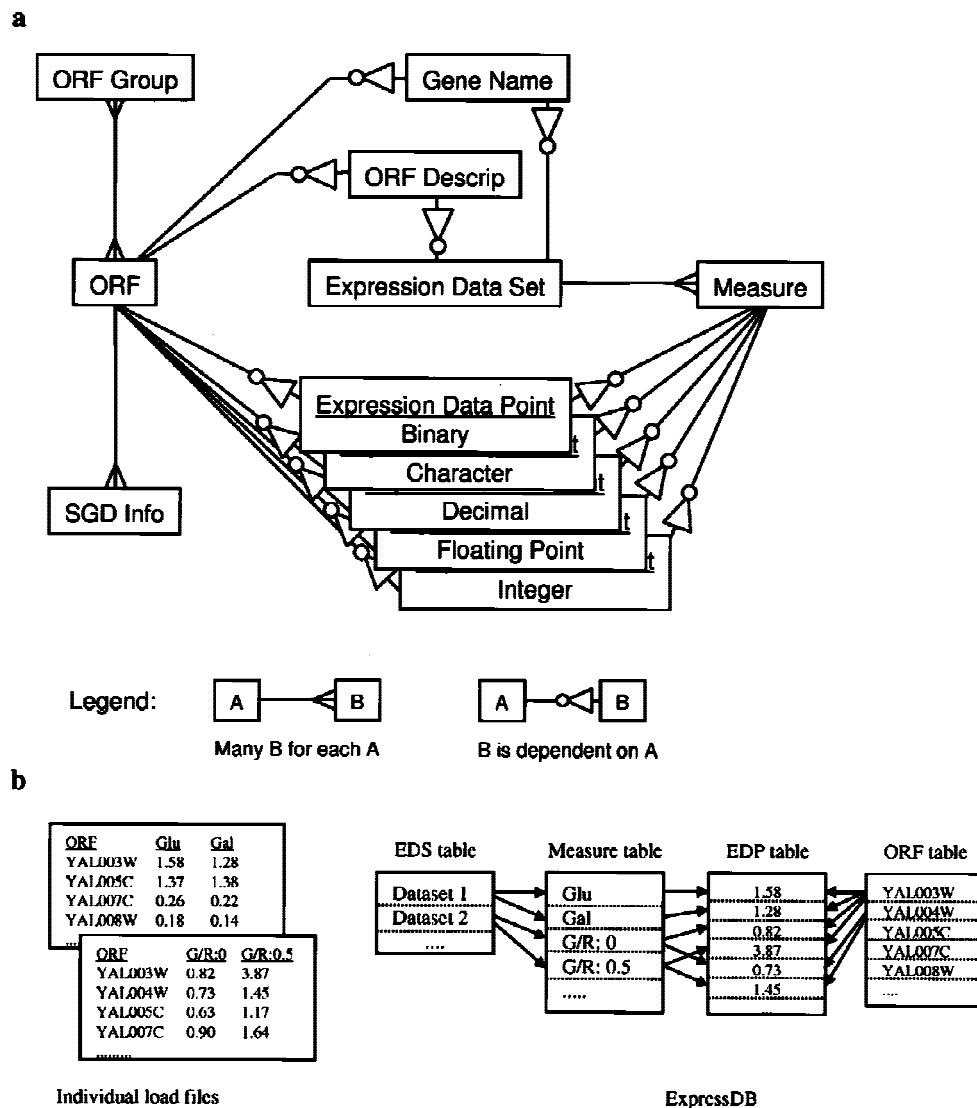 a
ORF Group
Gene Name
ORF Descrip
ORF
Expression Data Set
Measure
Expression Data Point
Binary
t
Character
t
Decimal
t
Floating Point
t
Integer
SGD Info
Legend:
A
B
A
B
Many B for each A
B is dependent on A
b
ORF Glu Gal
YAL003W 1.58 1.28
YAL005C 1.37 1.38
YAL007C 0.26 0.22
YAL008W 0.18 0.14
....
ORF G/R:0 G/R:0.5
YAL003W 0.82 3.87
YAL004W 0.73 1.45
YAL005C 0.63 1.17
YAL007C 0.90 1.64
.........
Individual load files
EDS table
Dataset 1
Dataset 2
....
Measure table
Glu
Gal
G/R: 0
G/R: 0.5
.....
EDP table
1.58
1.28
0.82
3.87
0.73
1.45
...
ORF table
YAL003W
YAL004W
YAL005C
YAL007C
YAL008W
....
ExpressDB